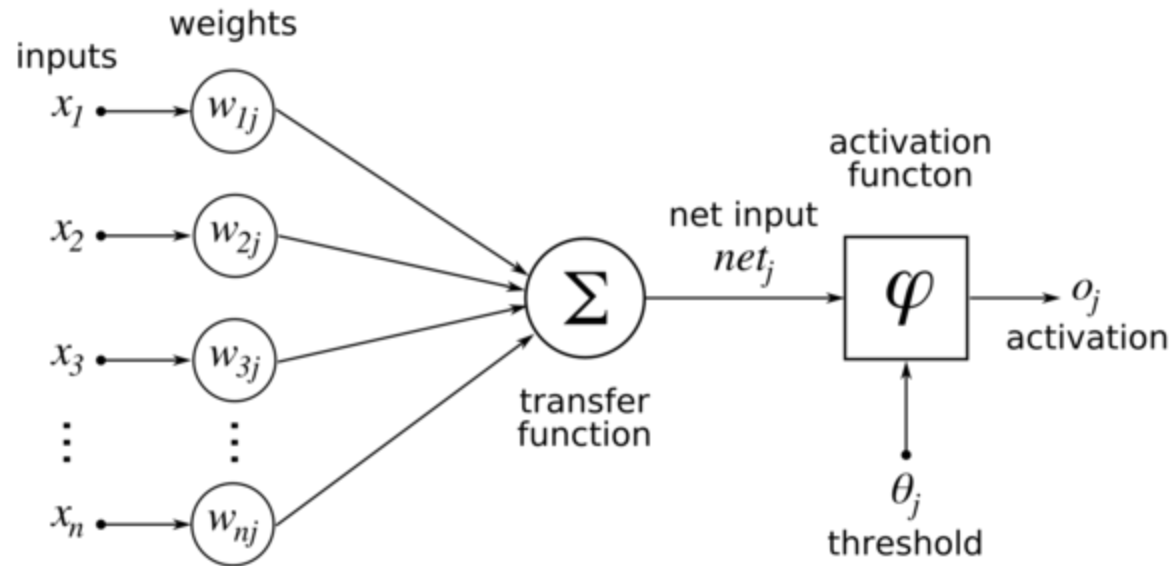 weights
inputs
x1
w1j
x2
w2j
x3
w3j
⋮
⋮
xn
wnj
Σ
transfer
function
net input
netj
activation
functon
φ
oj
activation
θj
threshold